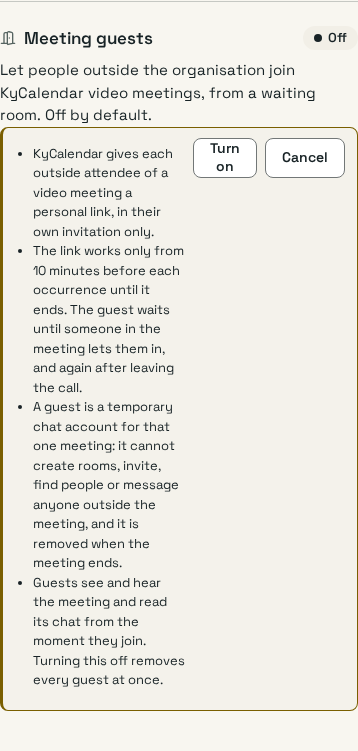 Meeting guests
Off
Let people outside the organisation join
KyCalendar video meetings, from a waiting
room. Off by default.
• KyCalendar gives each
outside attendee of a
video meeting a
personal link, in their
own invitation only.
• The link works only from
10 minutes before each
occurrence until it
ends. The guest waits
until someone in the
meeting lets them in,
and again after leaving
the call.
• A guest is a temporary
chat account for that
one meeting: it cannot
create rooms, invite,
find people or message
anyone outside the
meeting, and it is
removed when the
meeting ends.
• Guests see and hear
the meeting and read
its chat from the
moment they join.
Turning this off removes
every guest at once.
Turn
on
Cancel